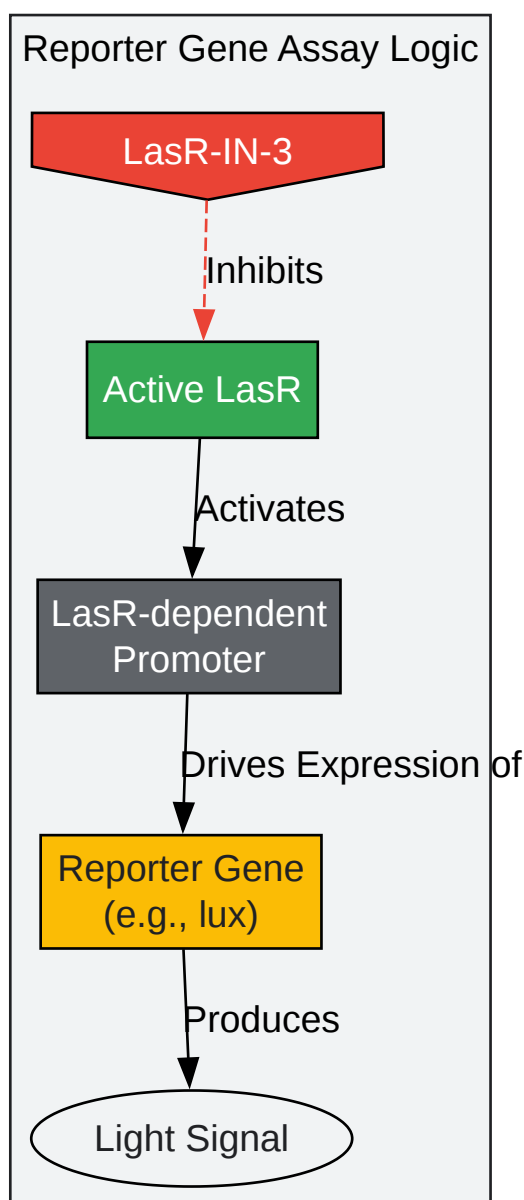 Reporter Gene Assay Logic
LasR-IN-3
Inhibits
Active LasR
Activates
LasR-dependent
Promoter
Drives Expression of
Reporter Gene
(e.g., lux)
Produces
Light Signal